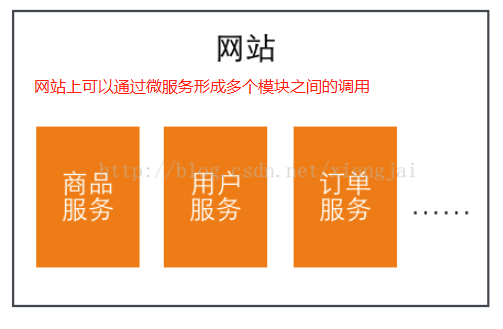 网站
网站上可以通过微服务形成多个模块之间的调用
http://blog.csdn.net/xiongjai
商品 用户 订单
服务 服务 服务 ······